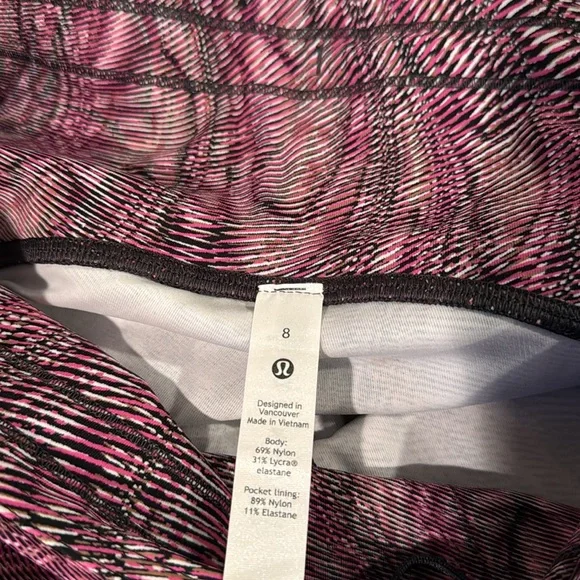 8
Designed in
Vancouver
Made in Vietnam
Body:
69% Nylon
31% Lycra®
elastane
Pocket lining:
89% Nylon
11% Elastane